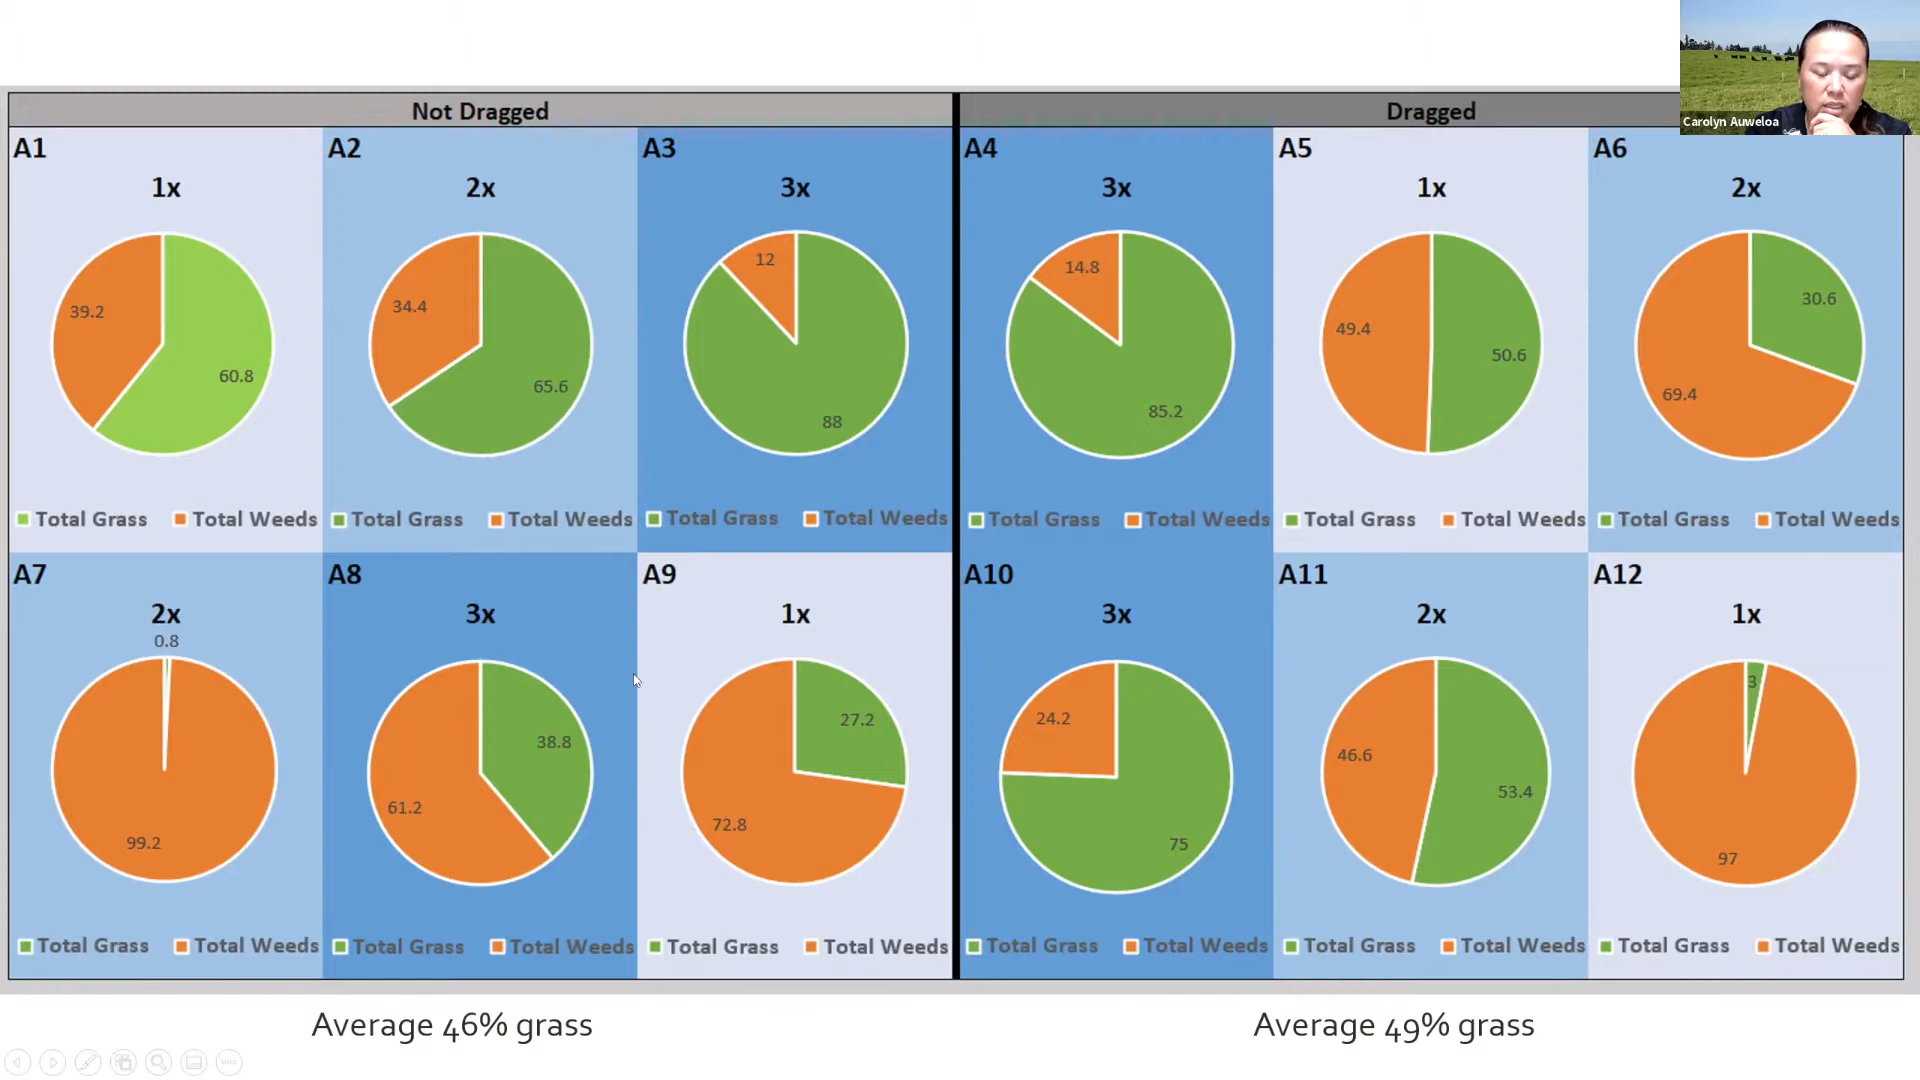 Carolyn Auweloa
Not Dragged
Dragged
A1
1x
39.2
60.8
Total Grass Total Weeds
A2
2x
34.4
65.6
Total Grass Total Weeds
A3
3x
12
88
Total Grass Total Weeds
A4
3x
14.8
85.2
Total Grass Total Weeds
A5
1x
49.4
50.6
Total Grass Total Weeds
A6
2x
30.6
69.4
Total Grass Total Weeds
A7
2x
0.8
99.2
Total Grass Total Weeds
A8
3x
38.8
61.2
Total Grass Total Weeds
A9
1x
27.2
72.8
Total Grass Total Weeds
A10
3x
24.2
75
Total Grass Total Weeds
A11
2x
46.6
53.4
Total Grass Total Weeds
A12
1x
3
97
Total Grass Total Weeds
Average 46% grass
Average 49% grass